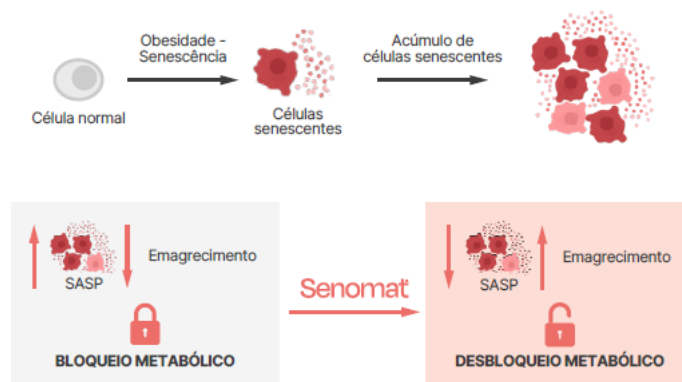 Obesidade -
Senescência
Acúmulo de
células senescentes
Célula normal
Células
senescentes
SASP
Emagrecimento
BLOQUEIO METABÓLICO
Senomat
SASP
Emagrecimento
DESBLOQUEIO METABÓLICO